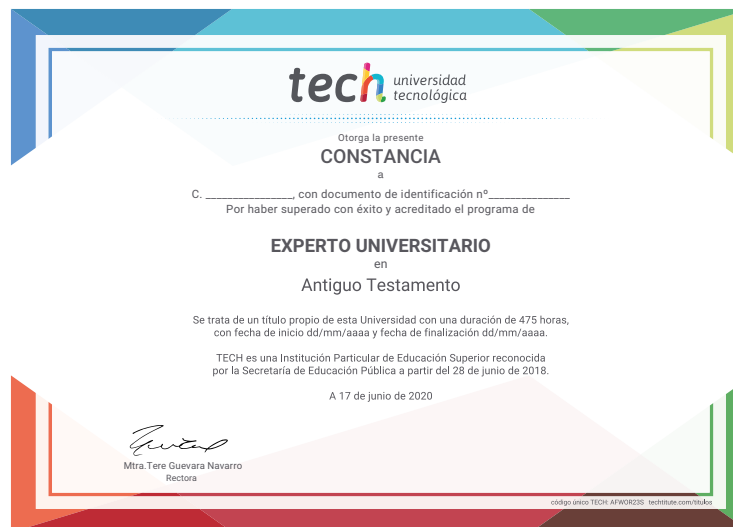 tech universidad
tecnológica
Otorga la presente
CONSTANCIA
a
C. ________________, con documento de identificación nº_______________
Por haber superado con éxito y acreditado el programa de
EXPERTO UNIVERSITARIO
en
Antiguo Testamento
Se trata de un título propio de esta Universidad con una duración de 475 horas,
con fecha de inicio dd/mm/aaaa y fecha de finalización dd/mm/aaaa.
TECH es una Institución Particular de Educación Superior reconocida
por la Secretaría de Educación Pública a partir del 28 de junio de 2018.
A 17 de junio de 2020
Mtra.Tere Guevara Navarro
Rectora
código único TECH: AFWOR23S techtitute.com/titulos